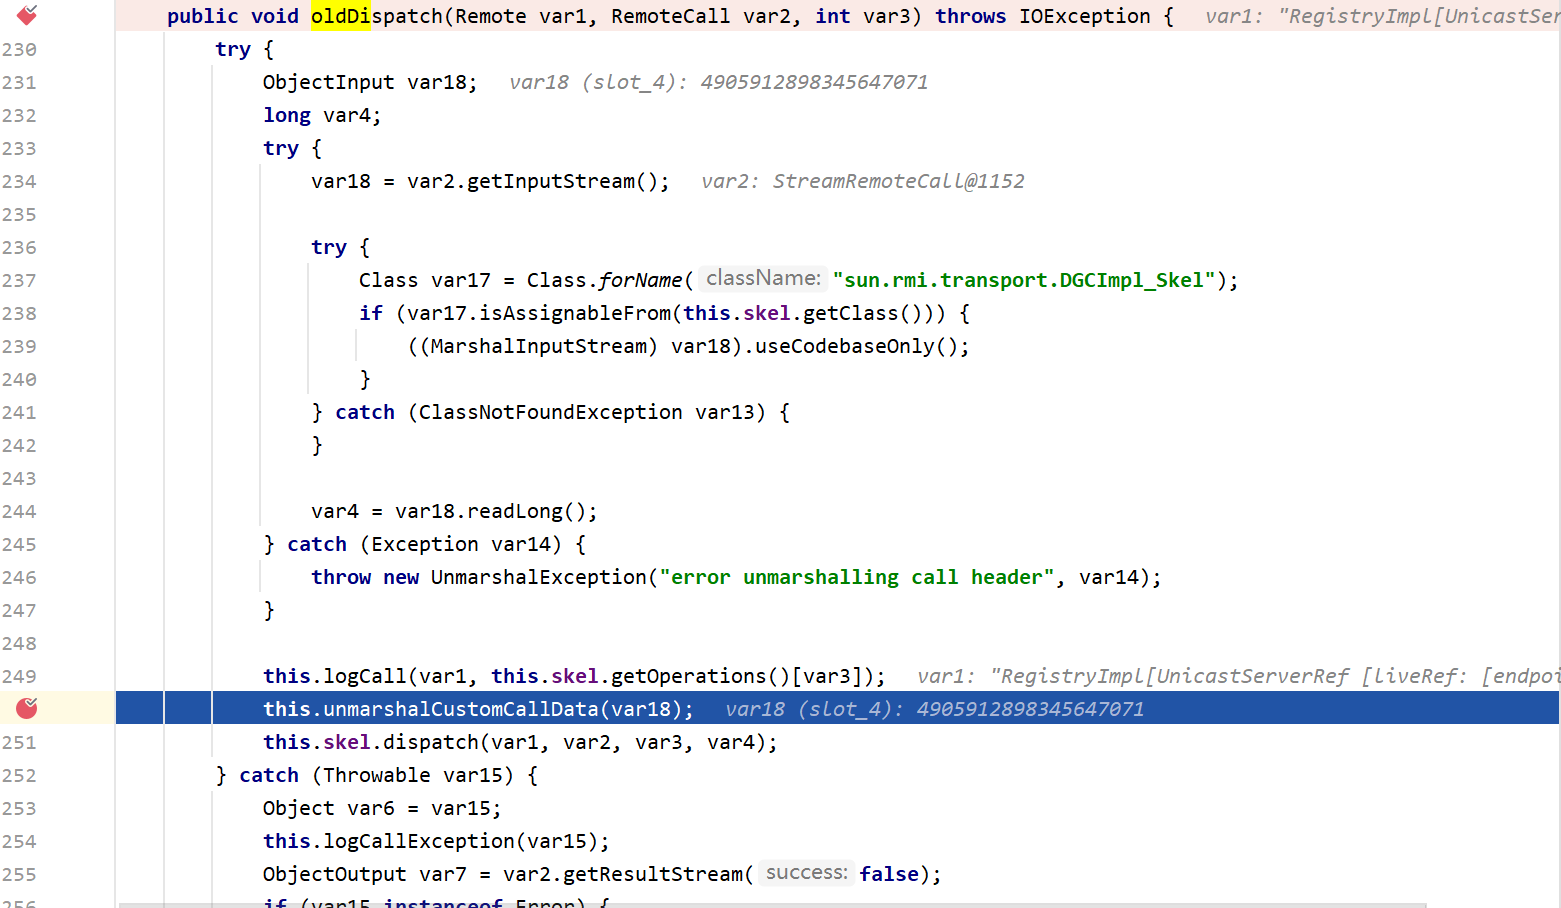 public void oldDispatch(Remote var1, RemoteCall var2, int var3) throws IOException {   var1: "RegistryImpl[UnicastSer
230 try {
231 ObjectInput var18;   var18 (slot_4): 4905912898345647071
232 long var4;
233 try {
234 var18 = var2.getInputStream();   var2: StreamRemoteCall@1152
235
236 try {
237 Class var17 = Class.forName( className: "sun.rmi.transport.DGCImpl_Skel");
238 if (var17.isAssignableFrom(this.skel.getClass())) {
239 ((MarshalInputStream) var18).useCodebaseOnly();
240 }
241 } catch (ClassNotFoundException var13) {
242 }
243
244 var4 = var18.readLong();
245 } catch (Exception var14) {
246 throw new UnmarshalException("error unmarshalling call header", var14);
247 }
248
249 this.logCall(var1, this.skel.getOperations()[var3]);   var1: "RegistryImpl[UnicastServerRef [liveRef: [endpoi
this.unmarshalCustomCallData(var18);   var18 (slot_4): 4905912898345647071
251 this.skel.dispatch(var1, var2, var3, var4);
252 } catch (Throwable var15) {
253 Object var6 = var15;
254 this.logCallException(var15);
255 ObjectOutput var7 = var2.getResultStream( success: false);
256 if (var15 instanceof Error) {